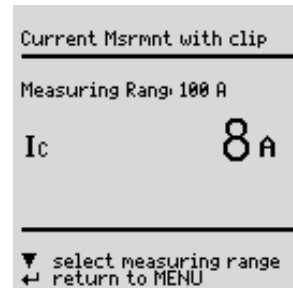 Current Msrmnt with clip
Measuring Rang 100 A
Ic 8 A
▼ select measuring range
↵ return to MENU